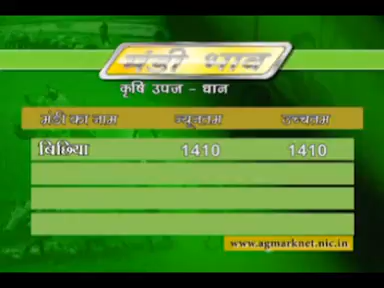 मंडी भाव
कृषि उपज - धान
मंडी का नाम न्यूनतम उच्चतम
बिछिया 1410 1410
www.agmarknet.nic.in